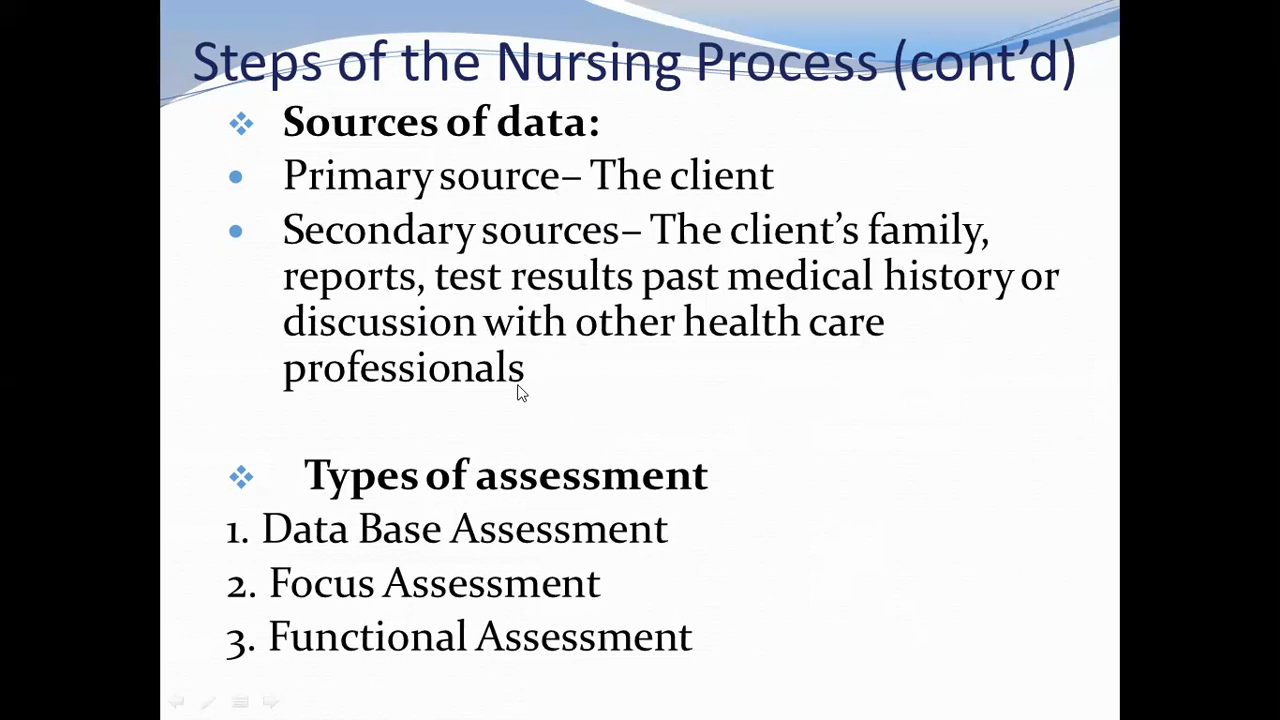 Steps of the Nursing Process (cont’d)
Sources of data:
Primary source– The client
Secondary sources– The client’s family,
reports, test results past medical history or
discussion with other health care
professionals
Types of assessment
1. Data Base Assessment
2. Focus Assessment
3. Functional Assessment